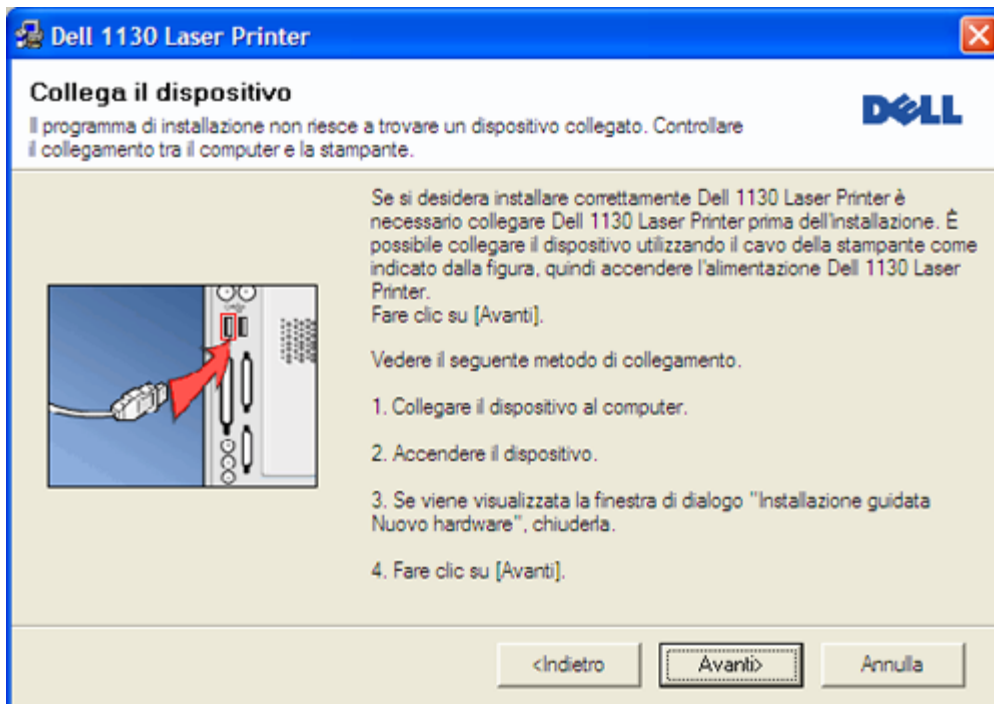 Dell 1130 Laser Printer
Collega il dispositivo
Il programma di installazione non riesce a trovare un dispositivo collegato. Controllare
il collegamento tra il computer e la stampante.
DELL
Se si desidera installare correttamente Dell 1130 Laser Printer è
necessario collegare Dell 1130 Laser Printer prima dell'installazione. È
possibile collegare il dispositivo utilizzando il cavo della stampante come
indicato dalla figura, quindi accendere l'alimentazione Dell 1130 Laser
Printer.
Fare clic su [Avanti].
Vedere il seguente metodo di collegamento.
1. Collegare il dispositivo al computer.
2. Accendere il dispositivo.
3. Se viene visualizzata la finestra di dialogo "Installazione guidata
Nuovo hardware", chiuderla.
4. Fare clic su [Avanti].
<Indietro
Avanti>
Annulla